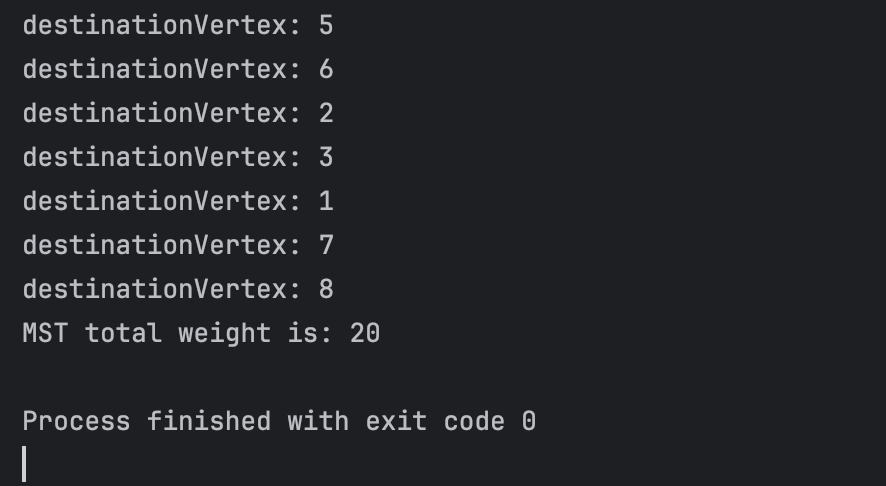 destinationVertex: 5
destinationVertex: 6
destinationVertex: 2
destinationVertex: 3
destinationVertex: 1
destinationVertex: 7
destinationVertex: 8
MST total weight is: 20
Process finished with exit code 0